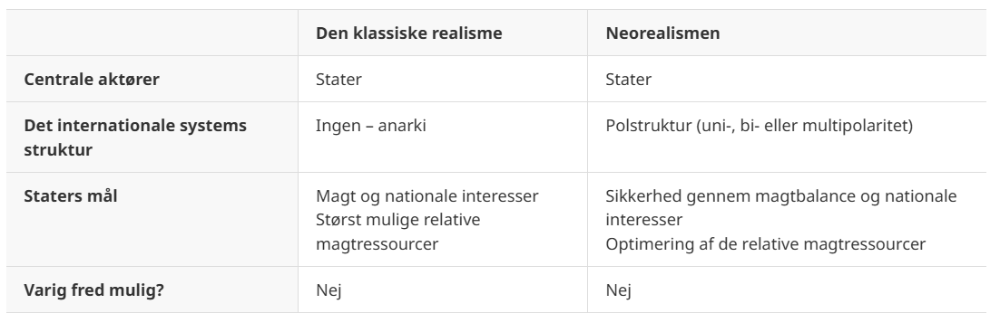 Den klassiske realisme
Neorealismen
Centrale aktører
Stater
Stater
Det internationale systems
struktur
Ingen – anarki
Polstruktur (uni-, bi- eller multipolaritet)
Staters mål
Magt og nationale interesser
Størst mulige relative
magtressourcer
Sikkerhed gennem magtbalance og nationale
interesser
Optimering af de relative magtressourcer
Varig fred mulig?
Nej
Nej